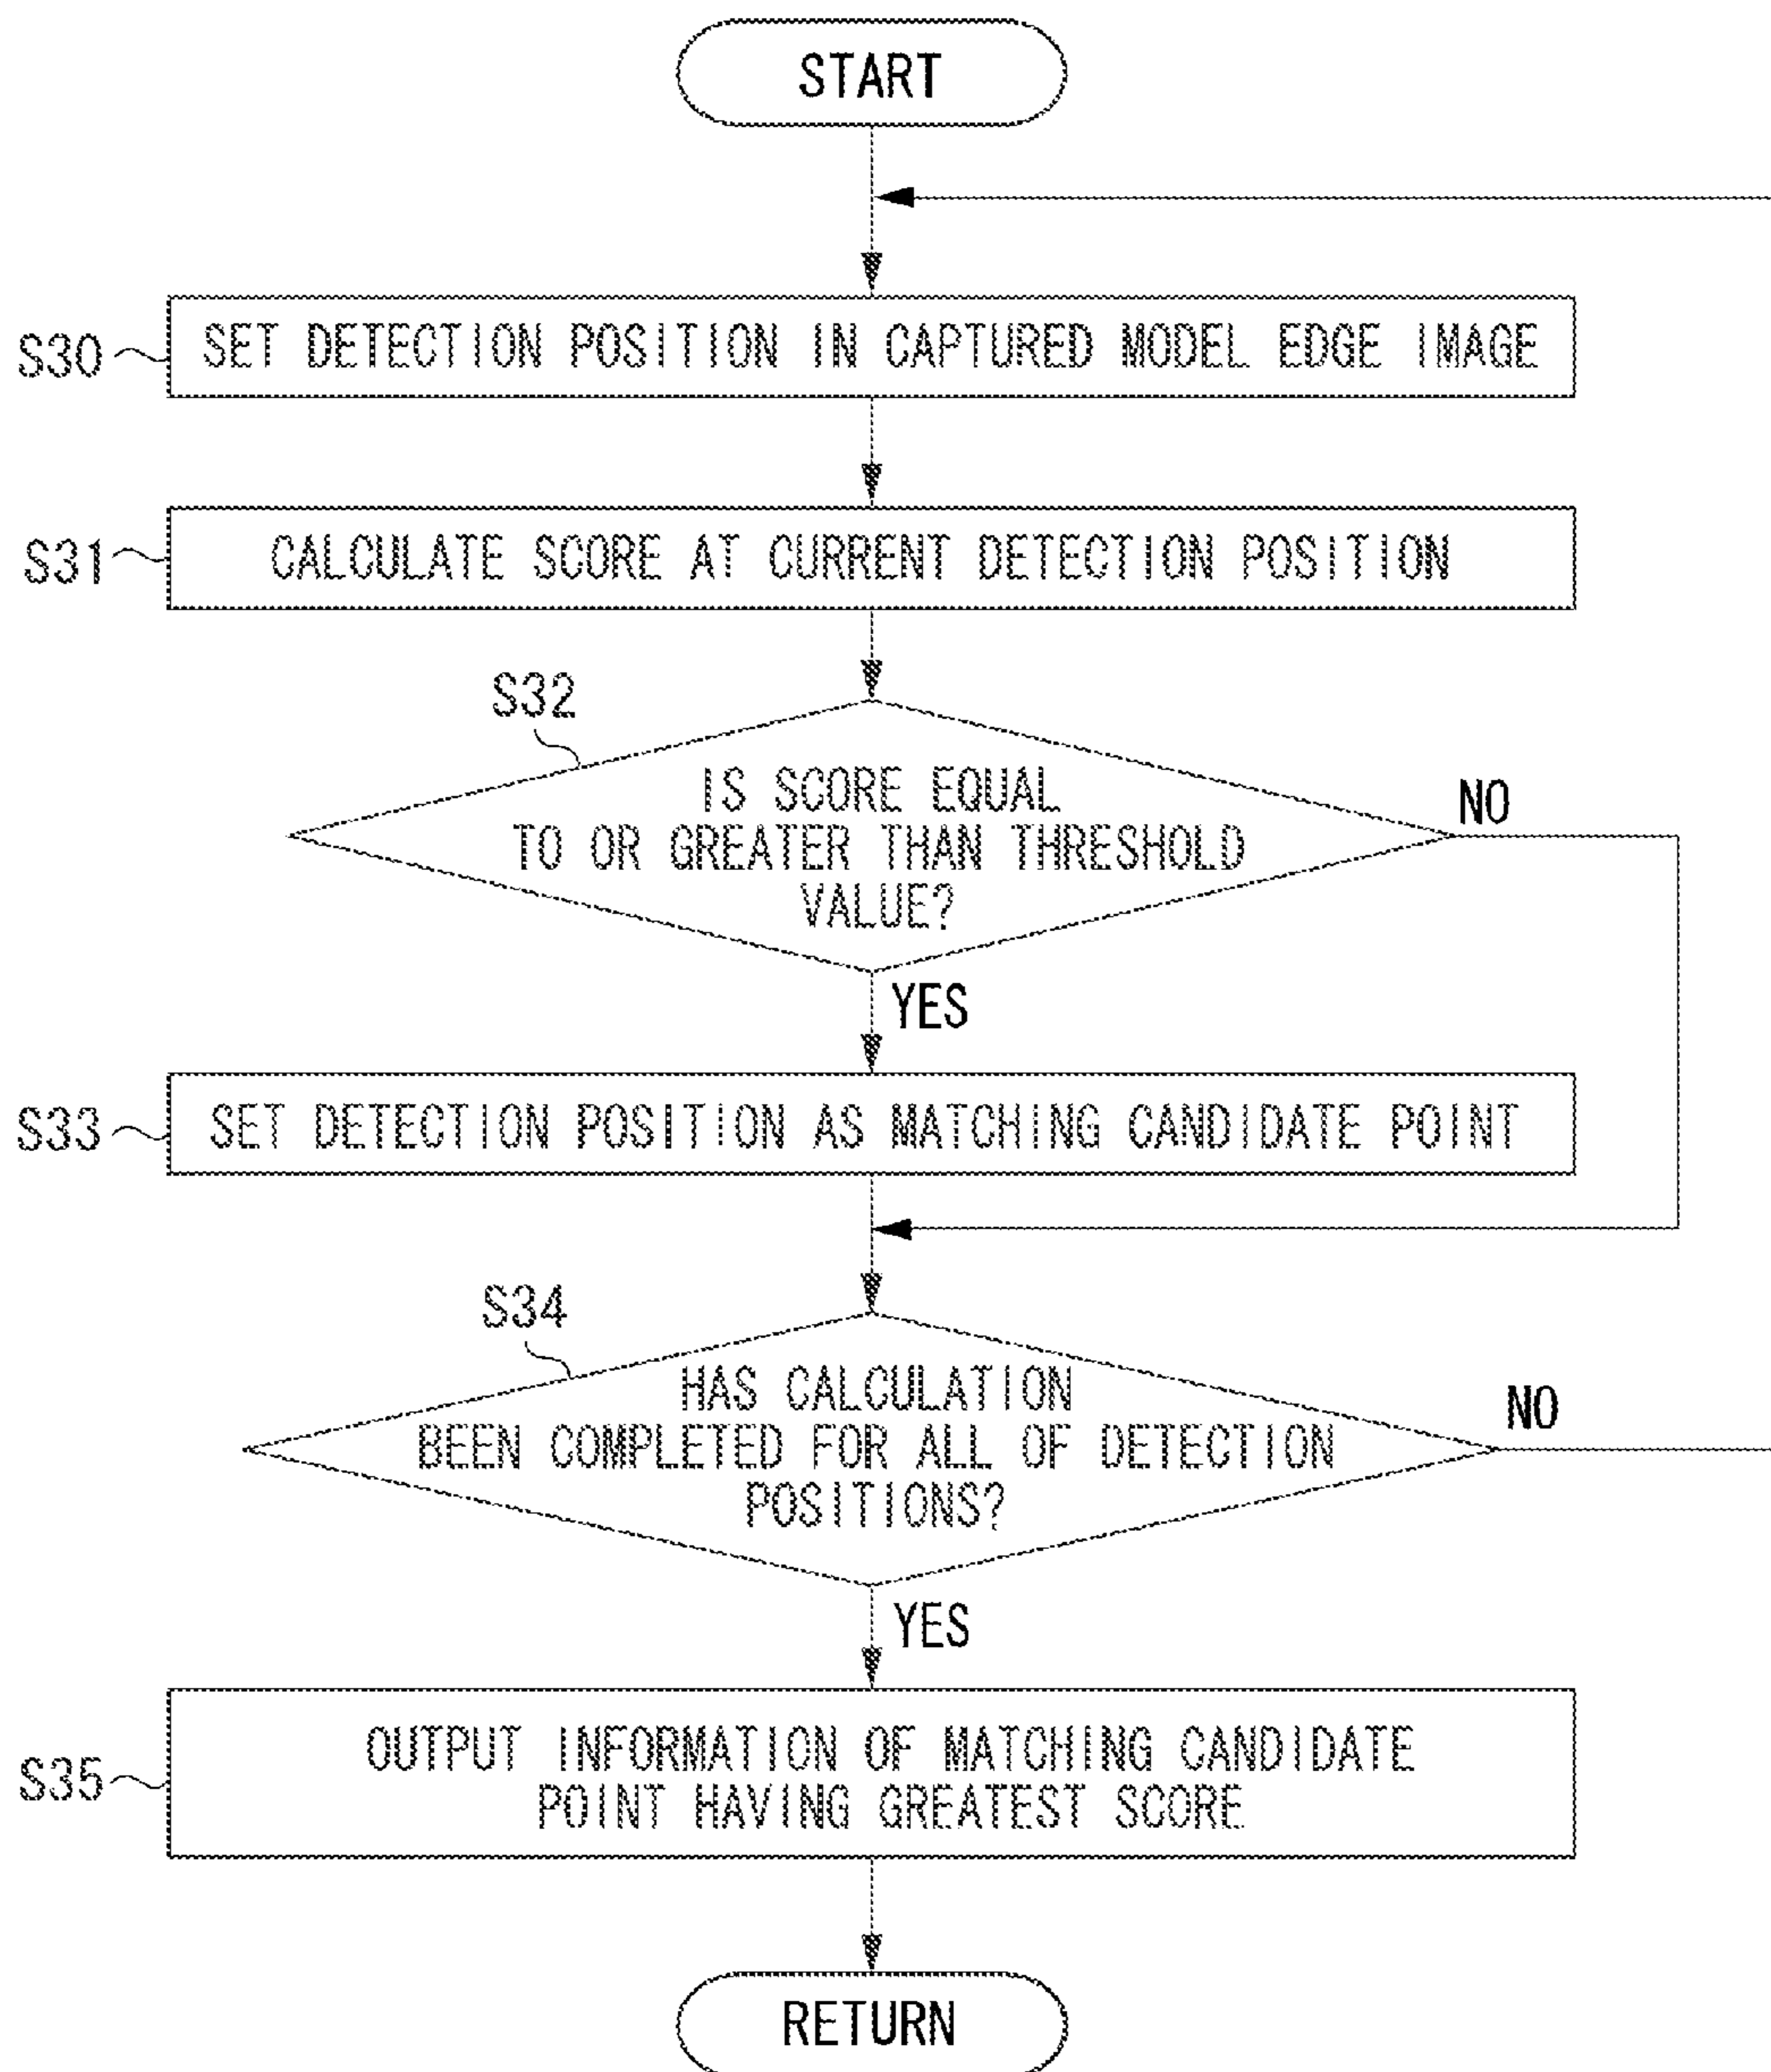 START
S30
SET DETECTION POSITION IN CAPTURED MODEL EDGE IMAGE
S31
CALCULATE SCORE AT CURRENT DETECTION POSITION
S32
IS SCORE EQUAL
TO OR GREATER THAN THRESHOLD
VALUE?
NO
YES
S33
SET DETECTION POSITION AS MATCHING CANDIDATE POINT
S34
HAS CALCULATION
BEEN COMPLETED FOR ALL OF DETECTION
POSITIONS?
NO
YES
S35
OUTPUT INFORMATION OF MATCHING CANDIDATE
POINT HAVING GREATEST SCORE
RETURN